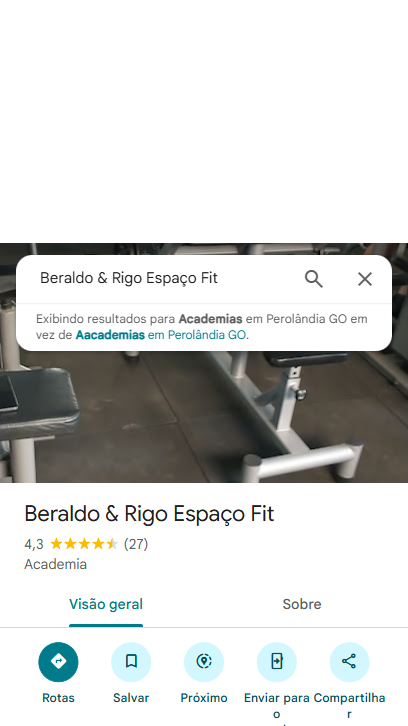 Beraldo & Rigo Espaço Fit
Exibindo resultados para Academias em Perolândia GO em
vez de Aacademias em Perolândia GO.
Beraldo & Rigo Espaço Fit
4,3 (27)
Academia
Visão geral Sobre
Rotas Salvar Próximo Enviar para o Compartilhar